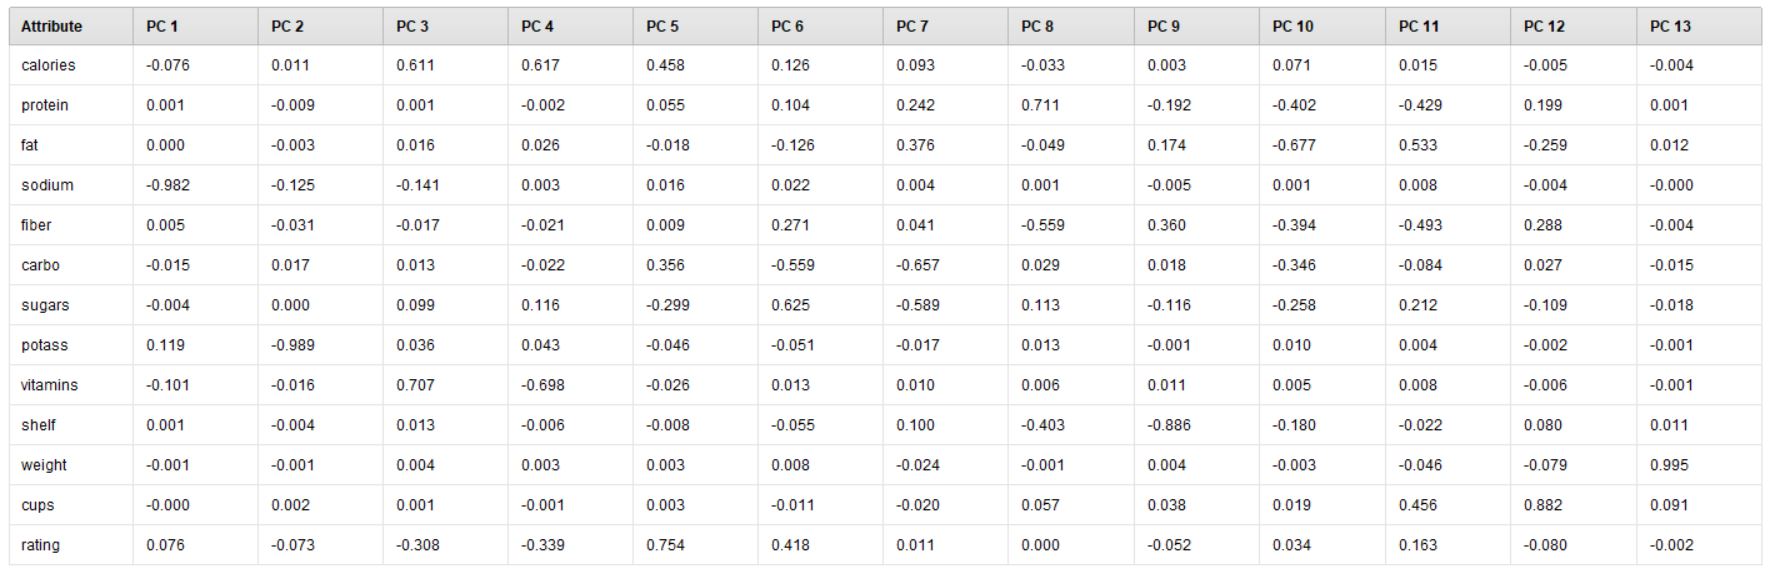 Attribute PC 1 PC 2 PC 3 PC 4 PC 5 PC 6 PC 7 PC 8 PC 9 PC 10 PC 11 PC 12 PC 13
calories -0.076 0.011 0.611 0.617 0.458 0.126 0.093 -0.033 0.003 0.071 0.015 -0.005 -0.004
protein 0.001 -0.009 0.001 -0.002 0.055 0.104 0.242 0.711 -0.192 -0.402 -0.429 0.199 0.001
fat 0.000 -0.003 0.016 0.026 -0.018 -0.126 0.376 -0.049 0.174 -0.677 0.533 -0.259 0.012
sodium -0.982 -0.125 -0.141 0.003 0.016 0.022 0.004 0.001 -0.005 0.001 0.008 -0.004 -0.000
fiber 0.005 -0.031 -0.017 -0.021 0.009 0.271 0.041 -0.559 0.360 -0.394 -0.493 0.288 -0.004
carbo -0.015 0.017 0.013 -0.022 0.356 -0.559 -0.657 0.029 0.018 -0.346 -0.084 0.027 -0.015
sugars -0.004 0.000 0.099 0.116 -0.299 0.625 -0.589 0.113 -0.116 -0.258 0.212 -0.109 -0.018
potass 0.119 -0.989 0.036 0.043 -0.046 -0.051 -0.017 0.013 -0.001 0.010 0.004 -0.002 -0.001
vitamins -0.101 -0.016 0.707 -0.698 -0.026 0.013 0.010 0.006 0.011 0.005 0.008 -0.006 -0.001
shelf 0.001 -0.004 0.013 -0.006 -0.008 -0.055 0.100 -0.403 -0.886 -0.180 -0.022 0.080 0.011
weight -0.001 -0.001 0.004 0.003 0.003 0.008 -0.024 -0.001 0.004 -0.003 -0.046 -0.079 0.995
cups -0.000 0.002 0.001 -0.001 0.003 -0.011 -0.020 0.057 0.038 0.019 0.456 0.882 0.091
rating 0.076 -0.073 -0.308 -0.339 0.754 0.418 0.011 0.000 -0.052 0.034 0.163 -0.080 -0.002